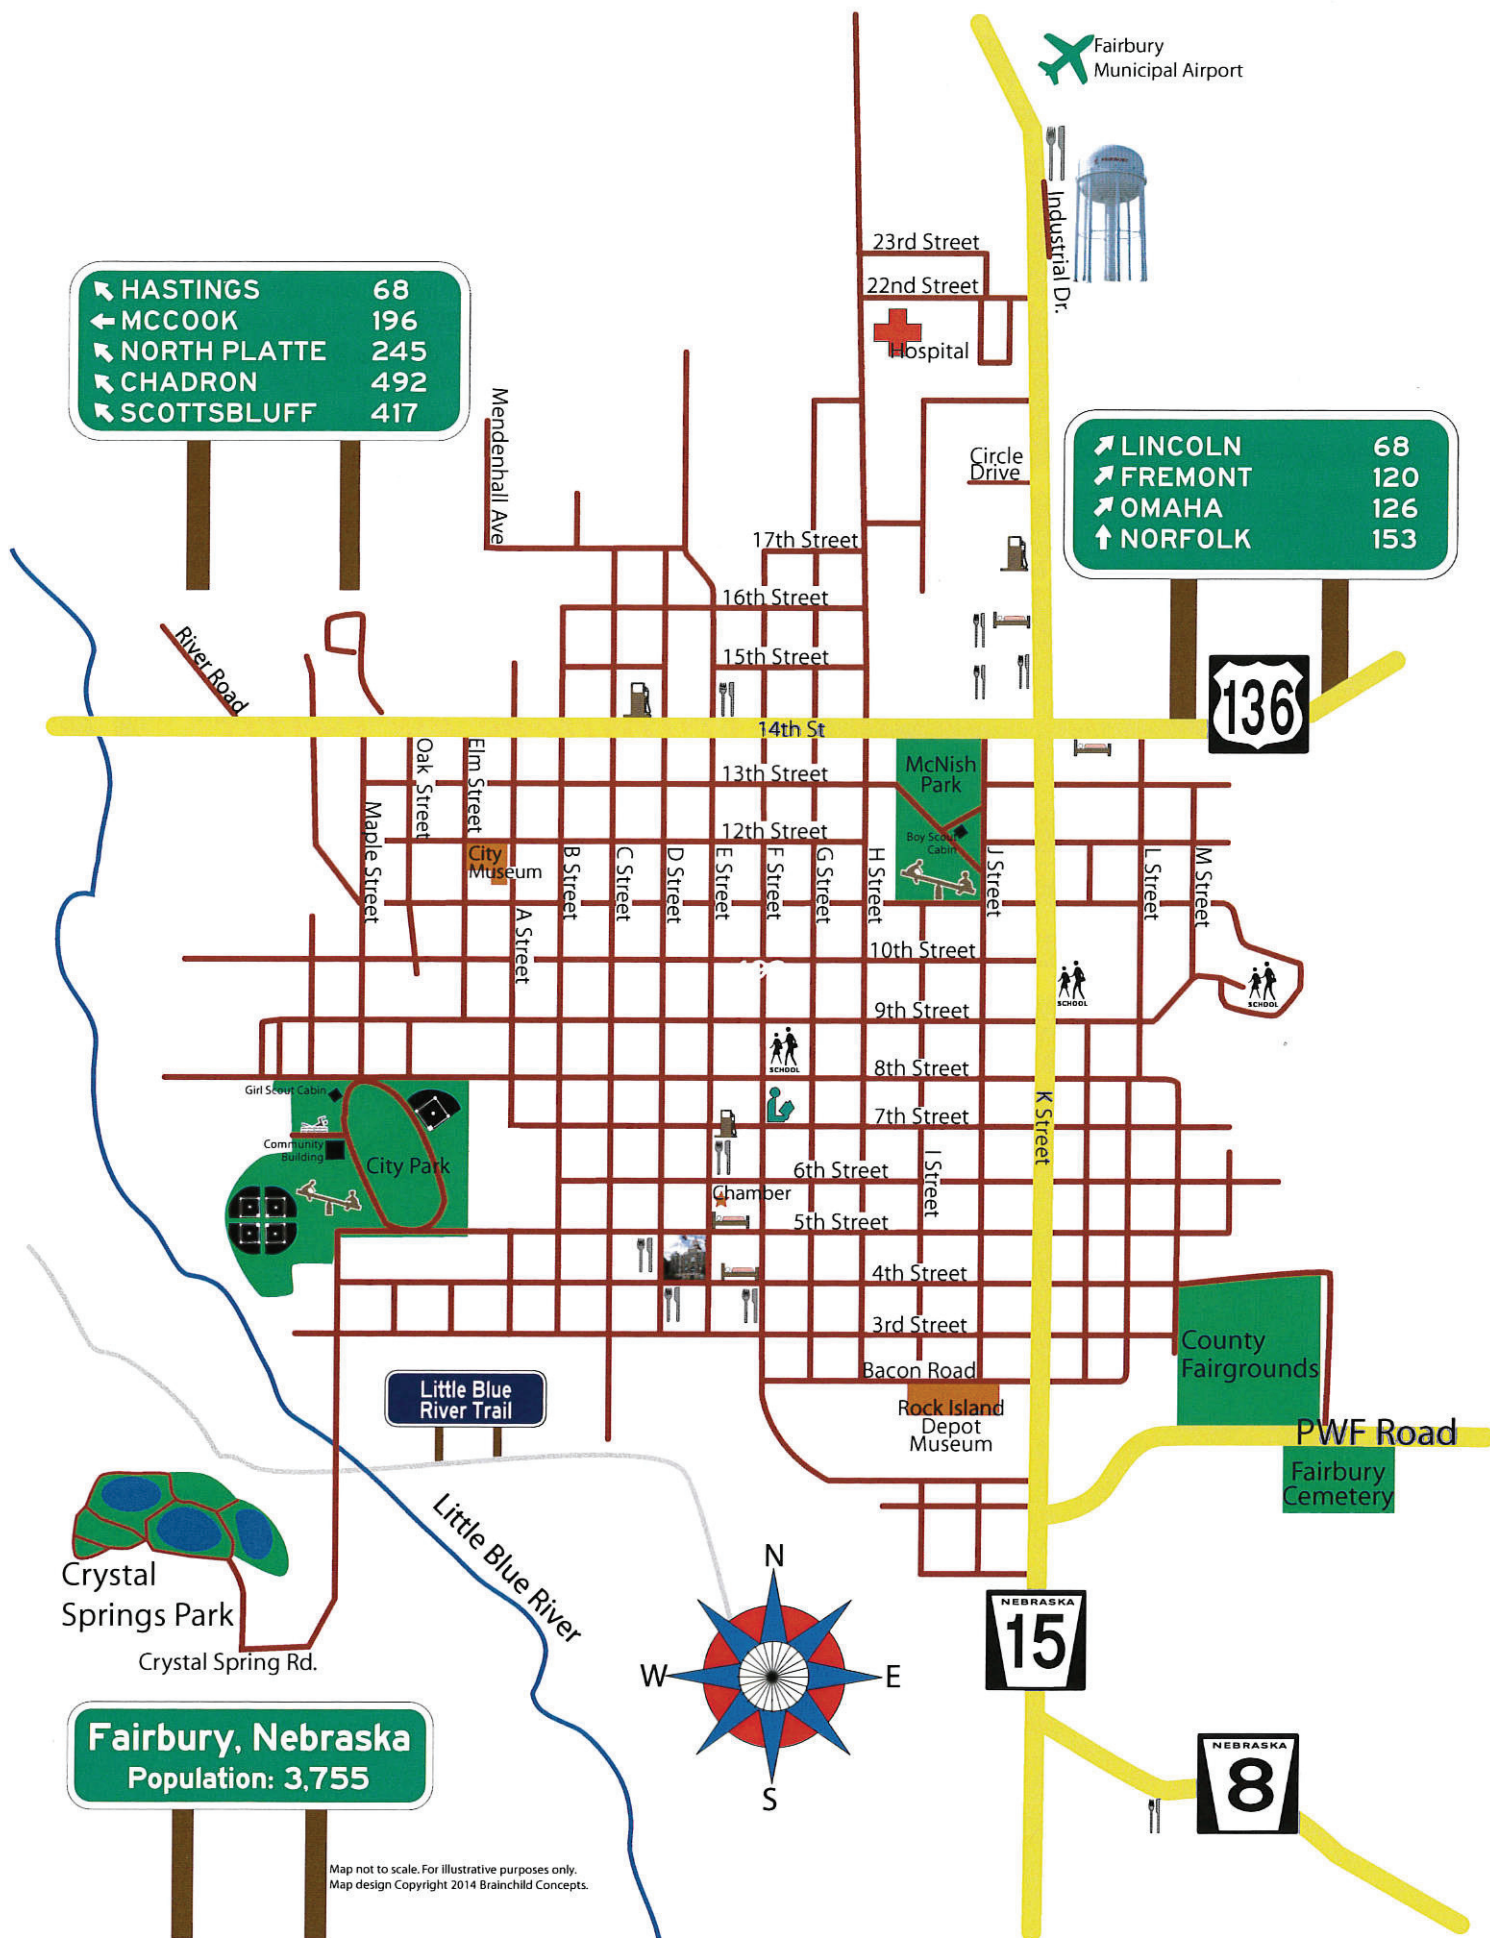 Fairbury
Municipal Airport
Industrial Dr.
23rd Street
22nd Street
Hospital
HASTINGS 68
MCCOOK 196
NORTH PLATTE 245
CHADRON 492
SCOTTSBLUFF 417
Mendenhall Ave
Circle
Drive
LINCOLN 68
FREMONT 120
OMAHA 126
NORFOLK 153
17th Street
16th Street
15th Street
River Road
136
14th St
Oak Street
Elm Street
13th Street
McNish
Park
Maple Street
12th Street
Boy Scout
Cabin
City
Museum
A Street
B Street
C Street
D Street
E Street
F Street
G Street
H Street
J Street
L Street
M Street
10th Street
SCHOOL
SCHOOL
9th Street
SCHOOL
8th Street
Girl Scout Cabin
7th Street
K Street
Community
Building
City Park
6th Street
I Street
Chamber
5th Street
4th Street
3rd Street
County
Fairgrounds
Bacon Road
Little Blue
River Trail
Rock Island
Depot
Museum
PWF Road
Fairbury
Cemetery
Little Blue River
Crystal
Springs Park
Crystal Spring Rd.
N
W
E
S
NEBRASKA
15
NEBRASKA
8
Fairbury, Nebraska
Population: 3,755
Map not to scale. For illustrative purposes only.
Map design Copyright 2014 Brainchild Concepts.